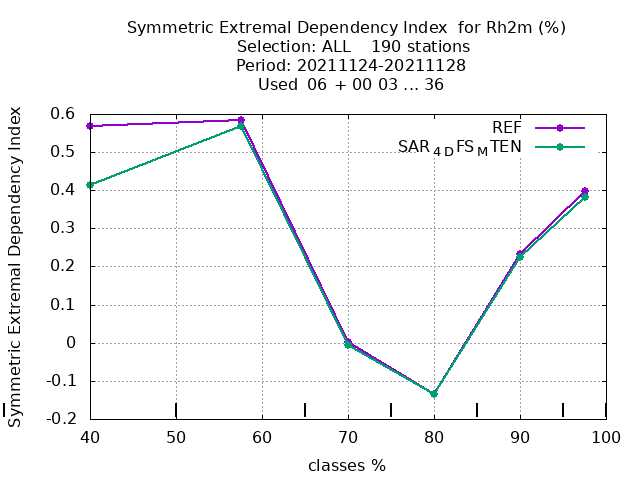 Symmetric Extremal Dependency Index for Rh2m (%)
Selection: ALL 190 stations
Period: 20211124-20211128
Used 06 + 00 03 ... 36
Symmetric Extremal Dependency Index
0.6
0.5
0.4
0.3
0.2
0.1
0
-0.1
-0.2
REF
SAR4DFSMTEN
40 50 60 70 80 90 100
classes %